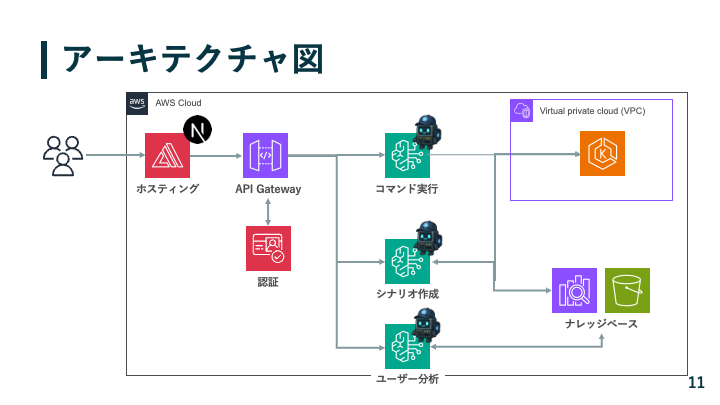 アーキテクチャ図
aws
AWS Cloud
Virtual private cloud (VPC)
N
K
ホスティング
API Gateway
コマンド実行
認証
シナリオ作成
ナレッジベース
ユーザー分析
11